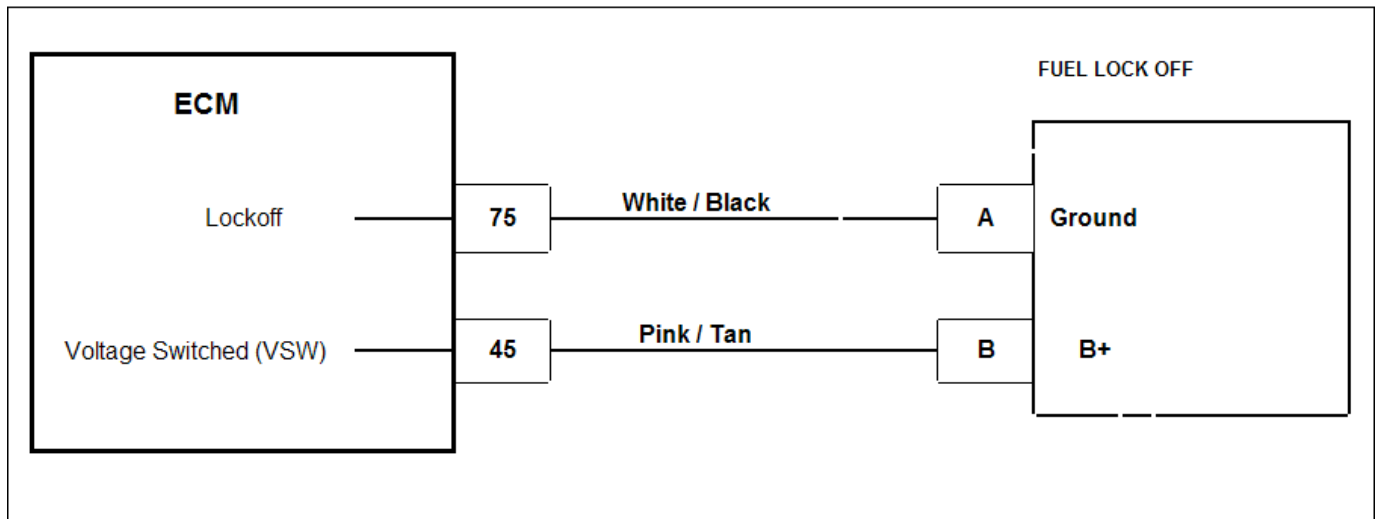 FUEL LOCK OFF
ECM
Lockoff
75
White / Black
A
Ground
Voltage Switched (VSW)
45
Pink / Tan
B
B+